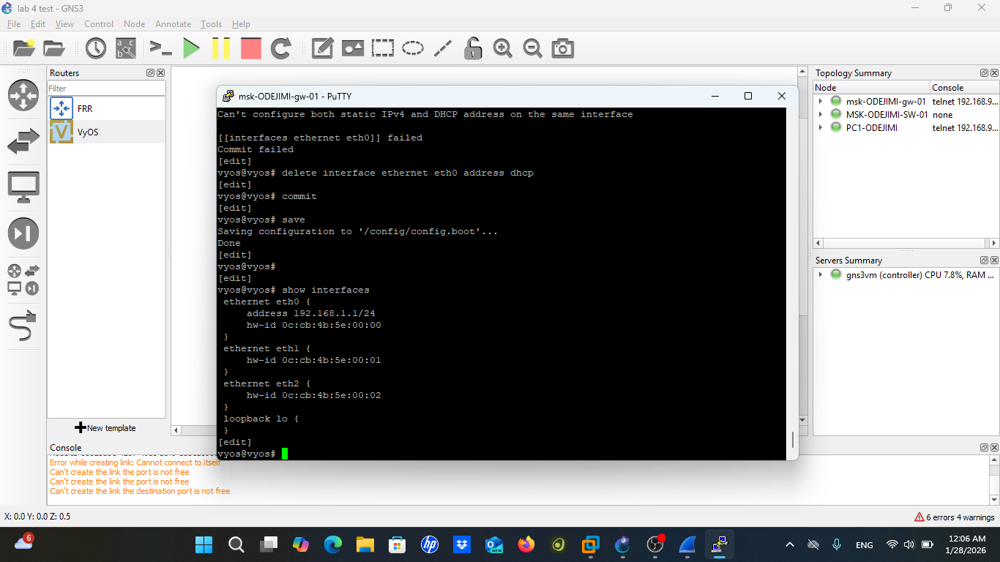 lab 4 test - GNS3
File Edit View Control Node Annotate Tools Help
Routers
Filter
FRR
VyOS
New template
msk-ODEJIMI-gw-01 - PuTTY
Can't configure both static IPv4 and DHCP address on the same interface
[[interfaces ethernet eth0]] failed
Commit failed
[edit]
vyos@vyos# delete interface ethernet eth0 address dhcp
[edit]
vyos@vyos# commit
[edit]
vyos@vyos# save
Saving configuration to '/config/config.boot'...
Done
[edit]
vyos@vyos#
[edit]
vyos@vyos# show interfaces
ethernet eth0 {
address 192.168.1.1/24
hw-id 0c:cb:4b:5e:00:00
}
ethernet eth1 {
hw-id 0c:cb:4b:5e:00:01
}
ethernet eth2 {
hw-id 0c:cb:4b:5e:00:02
}
loopback lo {
}
[edit]
vyos@vyos#
Topology Summary
Node Console
msk-ODEJIMI-gw-01 telnet 192.168.9...
MSK-ODEJIMI-SW-01 none
PC1-ODEJIMI telnet 192.168.9...
Servers Summary
gns3vm (controller) CPU 7.8%, RAM ...
Console
Error while creating link: Cannot connect to itself
Can't create the link the port is not free
Can't create the link the port is not free
Can't create the link the destination port is not free
X: 0.0 Y: 0.0 Z: 0.5
6 errors 4 warnings
6
ENG
12:06 AM
1/28/2026